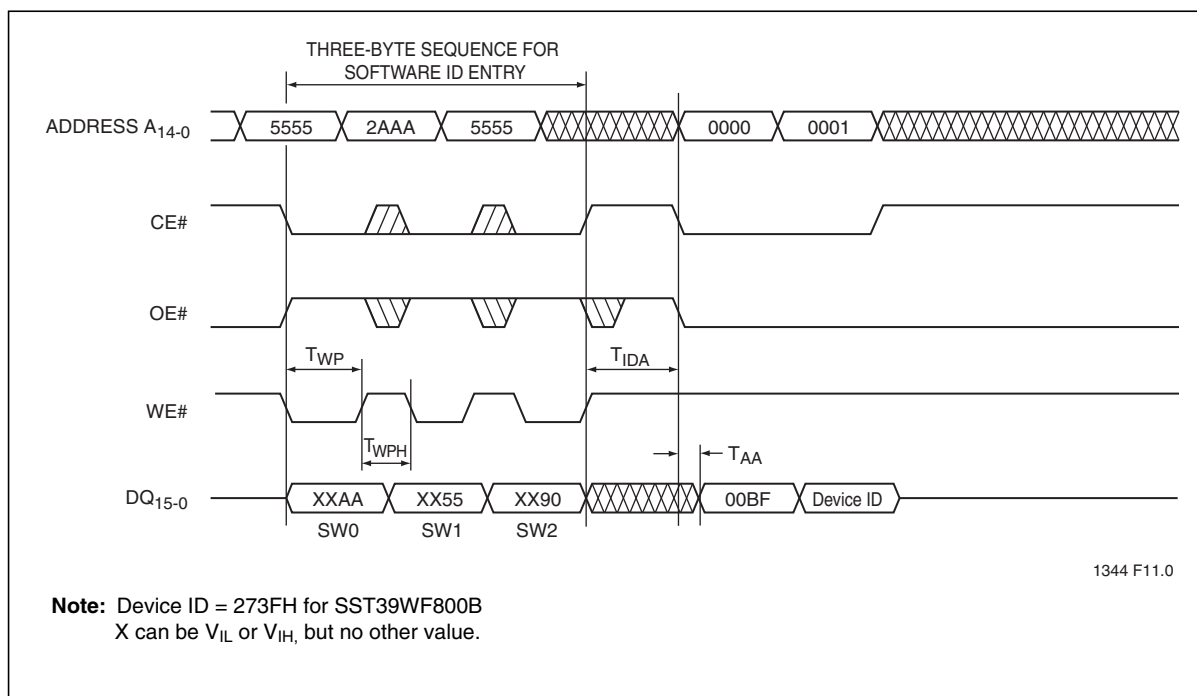 THREE-BYTE SEQUENCE FOR
SOFTWARE ID ENTRY
ADDRESS A14-0
5555 2AAA 5555 0000 0001
CE#
OE#
TWP TIDA
WE#
TWPH TAA
DQ15-0
XXAA XX55 XX90 00BF Device ID
SW0 SW1 SW2
1344 F11.0
Note: Device ID = 273FH for SST39WF800B
X can be VIL or VIH, but no other value.